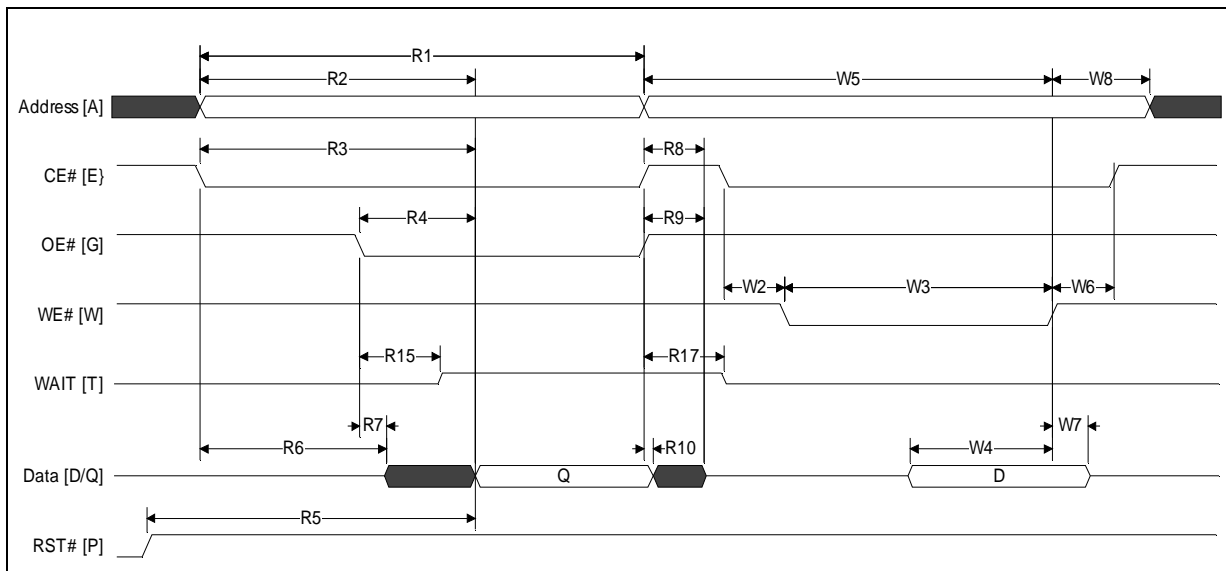 R1
R2 W5 W8
Address [A]
R3 R8
CE# [E}
R4 R9
OE# [G]
W2 W3 W6
WE# [W]
R15 R17
WAIT [T]
R7 W7
R6 R10 W4
Data [D/Q] Q D
R5
RST# [P]